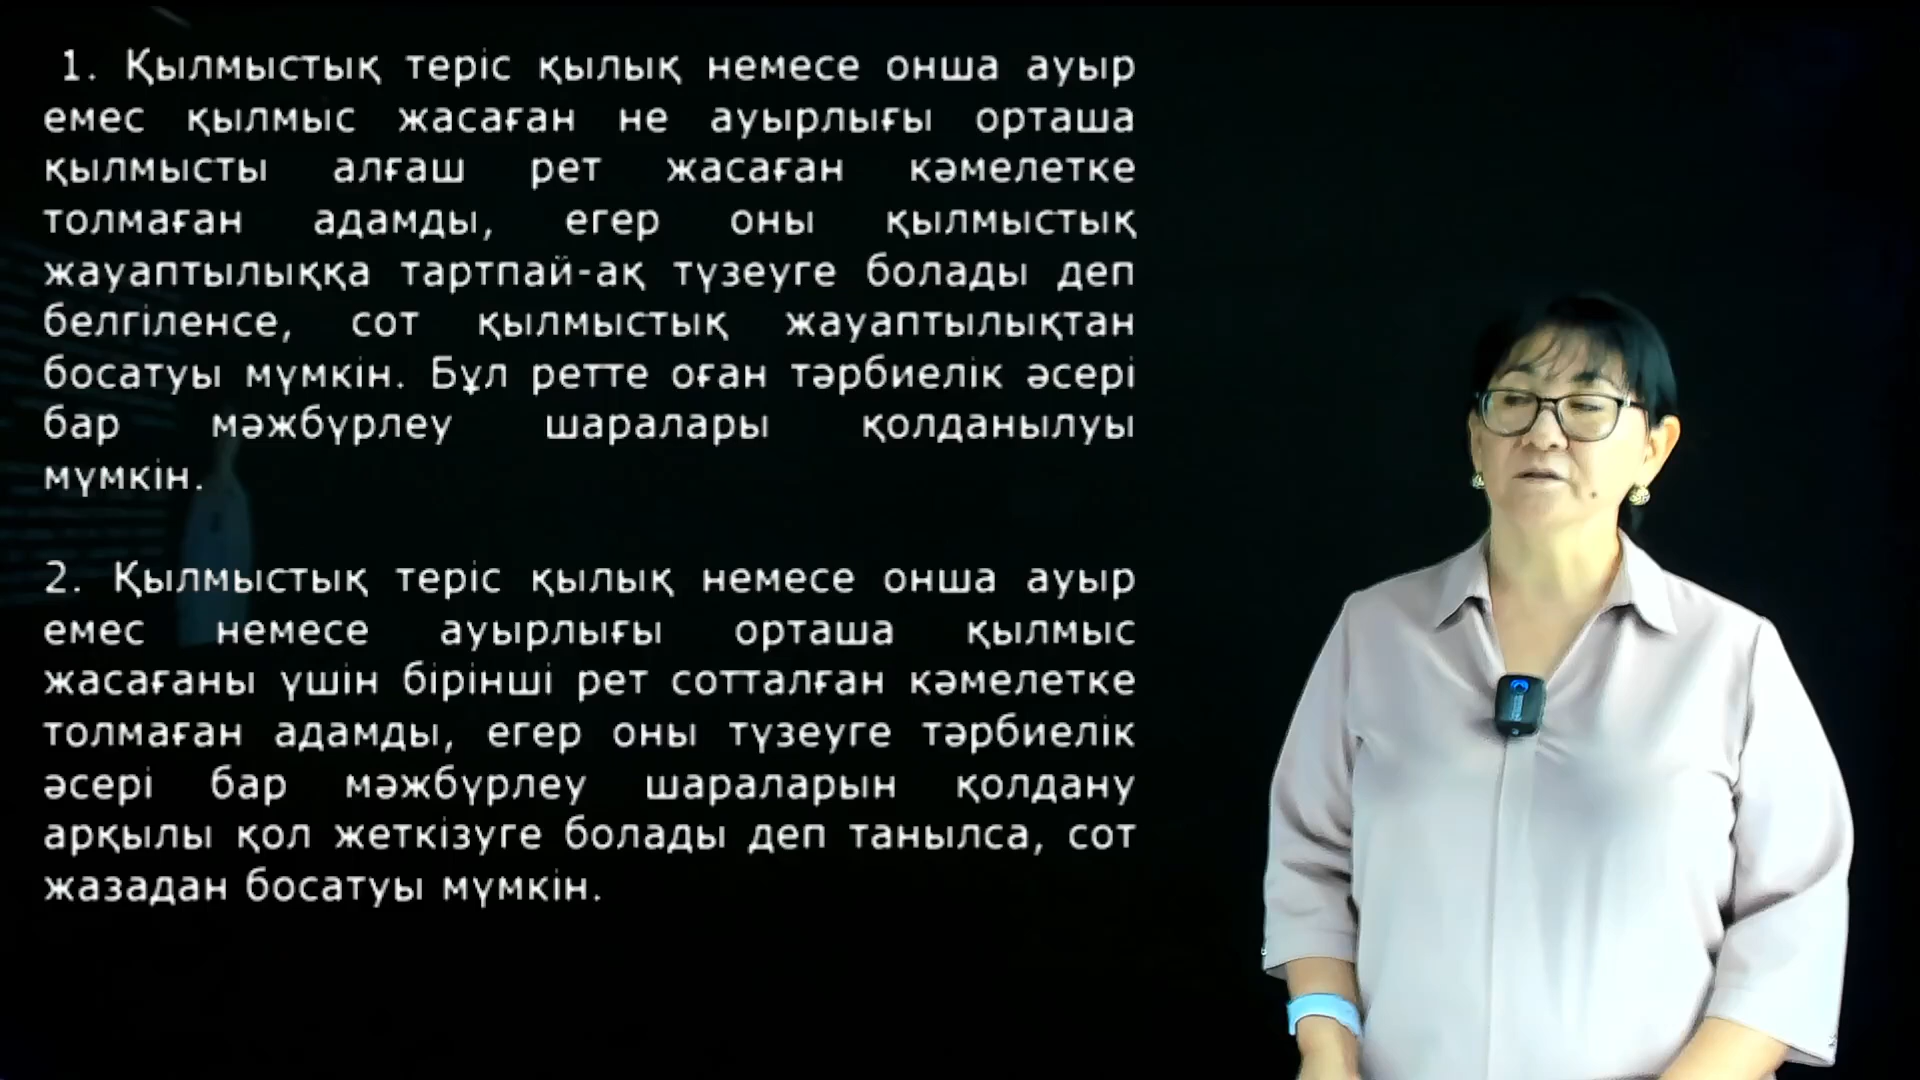 1. Қылмыстық теріс қылық немесе онша ауыр
емес қылмыс жасаған не ауырлығы орташа
қылмысты алғаш рет жасаған кәмелетке
толмаған адамды, егер оны қылмыстық
жауаптылыққа тартпай-ақ түзеуге болады деп
белгіленсе, сот қылмыстық жауаптылықтан
босатуы мүмкін. Бұл ретте оған тәрбиелік әсері
бар мәжбүрлеу шаралары қолданылуы
мүмкін.
2. Қылмыстық теріс қылық немесе онша ауыр
емес немесе ауырлығы орташа қылмыс
жасағаны үшін бірінші рет сотталған кәмелетке
толмаған адамды, егер оны түзеуге тәрбиелік
әсері бар мәжбүрлеу шараларын қолдану
арқылы қол жеткізуге болады деп танылса, сот
жазадан босатуы мүмкін.